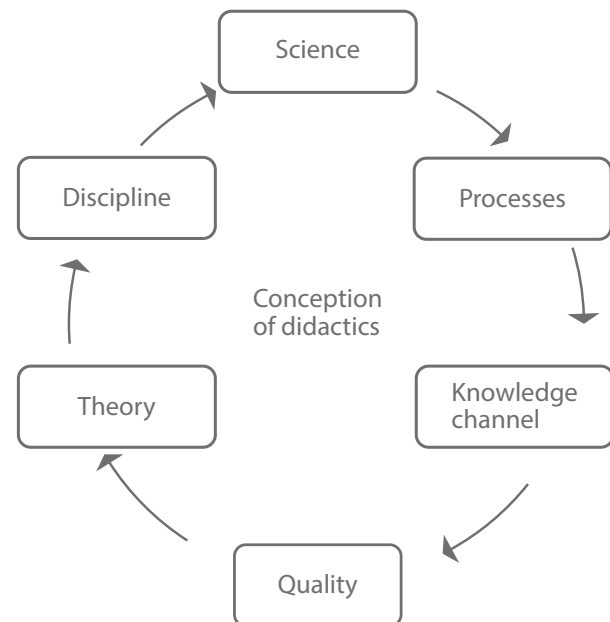 Science
Discipline
Processes
Conception
of didactics
Theory
Knowledge
channel
Quality